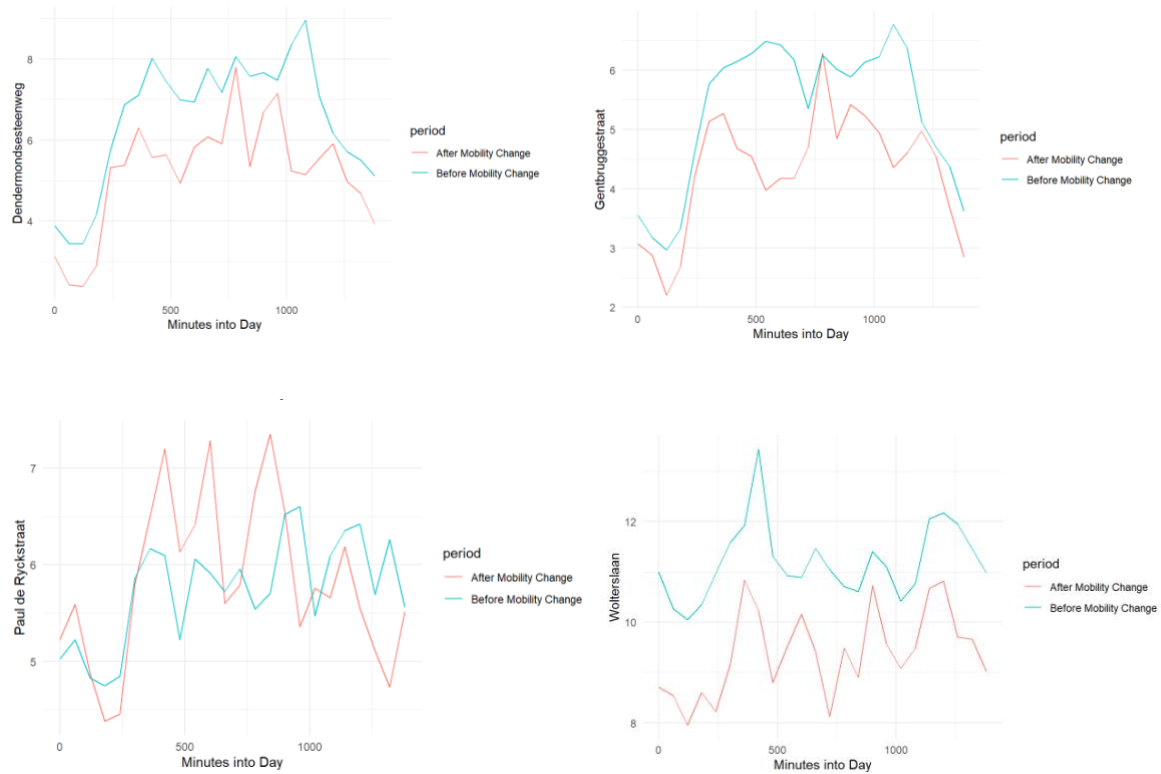 Dendermondsesteenweg
8
6
4
0
500
1000
Minutes into Day
period
After Mobility Change
Before Mobility Change
Gentbruggestraat
6
5
4
3
2
0
500
1000
Minutes into Day
period
After Mobility Change
Before Mobility Change
Paul de Ryckstraat
7
6
5
0
500
1000
Minutes into Day
period
After Mobility Change
Before Mobility Change
Wolterslaan
12
10
8
0
500
1000
Minutes into Day
period
After Mobility Change
Before Mobility Change